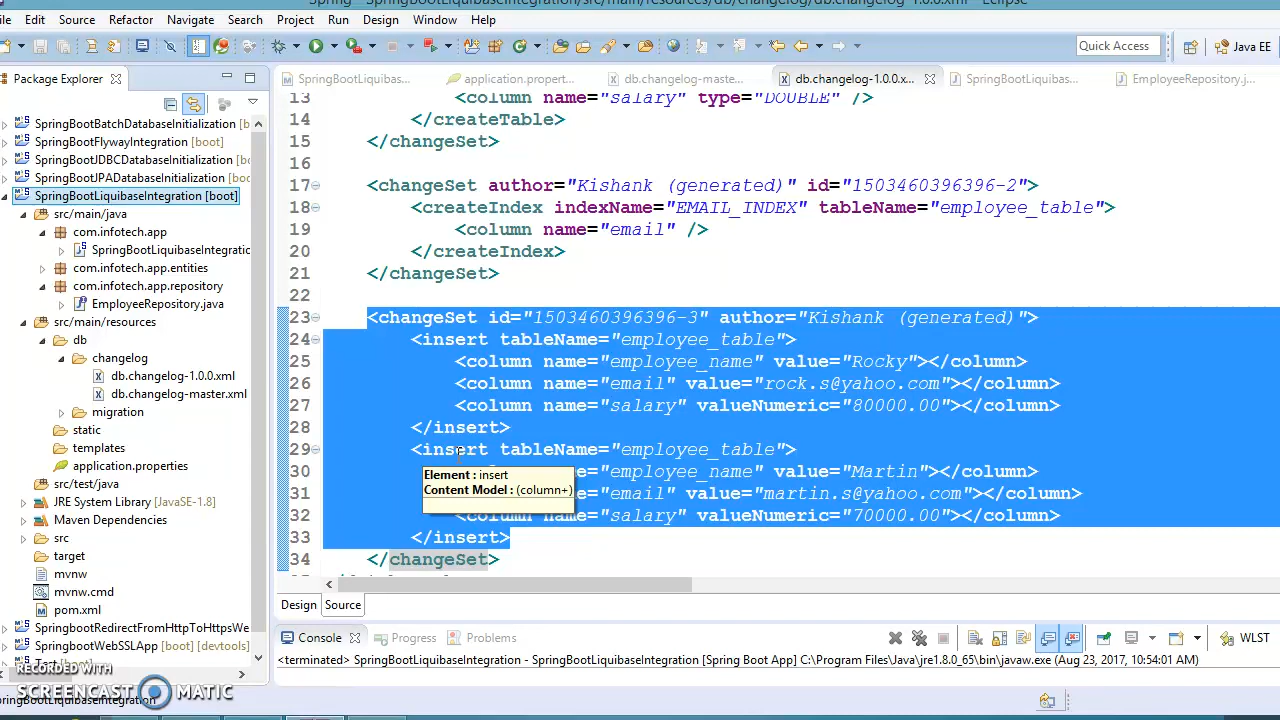 Spring - SpringBootLiquibaseIntegration/src/main/resources/db/changelog/db.changelog-1.0.0.xml - Eclipse
Edit Source Refactor Navigate Search Project Run Design Window Help
Quick Access
Java EE
Package Explorer
SpringBootLiquibas...
application.propert...
db.changelog-maste...
db.changelog-1.0.0.x...
SpringBootLiquibas...
EmployeeRepository.j...
SpringBootBatchDatabaseInitialization [b
SpringBootFlywayIntegration [boot]
SpringBootJDBCDatabaseInitialization [bo
SpringBootJPADatabaseInitialization [boo
SpringBootLiquibaseIntegration [boot]
src/main/java
com.infotech.app
SpringBootLiquibaseIntegratic
com.infotech.app.entities
com.infotech.app.repository
EmployeeRepository.java
src/main/resources
db
changelog
db.changelog-1.0.0.xml
db.changelog-master.xml
migration
static
templates
application.properties
src/test/java
JRE System Library [JavaSE-1.8]
Maven Dependencies
src
target
mvnw
mvnw.cmd
pom.xml
SpringbootRedirectFromHttpToHttpsWe
SpringbootWebSSLApp [boot] [devtools]
13 <column name="salary" type="DOUBLE" />
14 </createTable>
15 </changeSet>
16
17 <changeSet author="Kishank (generated)" id="1503460396396-2">
18 <createIndex indexName="EMAIL_INDEX" tableName="employee_table">
19 <column name="email" />
20 </createIndex>
21 </changeSet>
22
23 <changeSet id="1503460396396-3" author="Kishank (generated)">
24 <insert tableName="employee_table">
25 <column name="employee_name" value="Rocky"></column>
26 <column name="email" value="rock.s@yahoo.com"></column>
27 <column name="salary" valueNumeric="80000.00"></column>
28 </insert>
29 <insert tableName="employee_table">
30 employee_name" value="Martin"></column>
31 "email" value="martin.s@yahoo.com"></column>
32 <column name="salary" valueNumeric="70000.00"></column>
33 </insert>
34 </changeSet>
Element : insert
Content Model : (column+)
Design Source
Console Progress Problems
WLST
<terminated> SpringBootLiquibaseIntegration - SpringBootLiquibaseIntegration [Spring Boot App] C:\Program Files\Java\jre1.8.0_65\bin\javaw.exe (Aug 23, 2017, 10:54:01 AM)
RECORDED WITH
SCREENCAST MATIC
pringBootLiquibaseIntegration